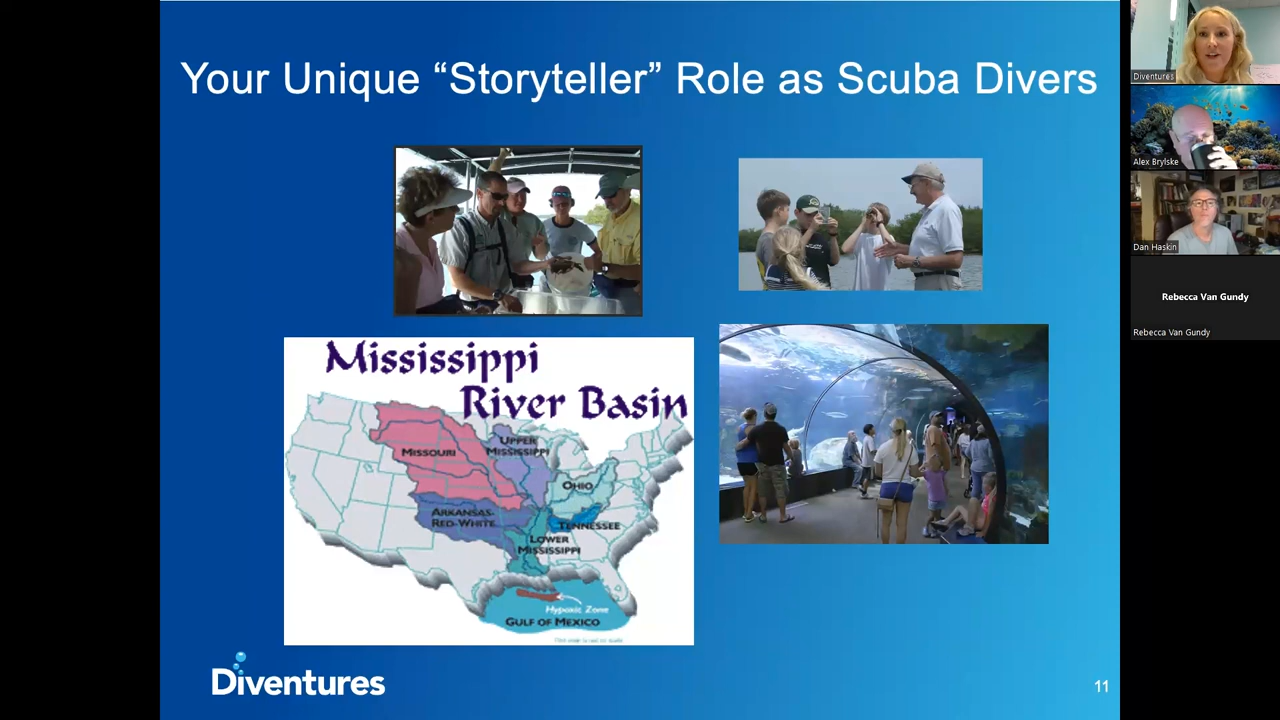 Your Unique “Storyteller” Role as Scuba Divers
Mississippi
River Basin
MISSOURI
UPPER
MISSISSIPPI
OHIO
ARKANSAS-
RED-WHITE
TENNESSEE
LOWER
MISSISSIPPI
Hypoxic Zone
GULF OF MEXICO
Diventures
11
Diventures
Alex Brylske
Dan Haskin
Rebecca Van Gundy
Rebecca Van Gundy